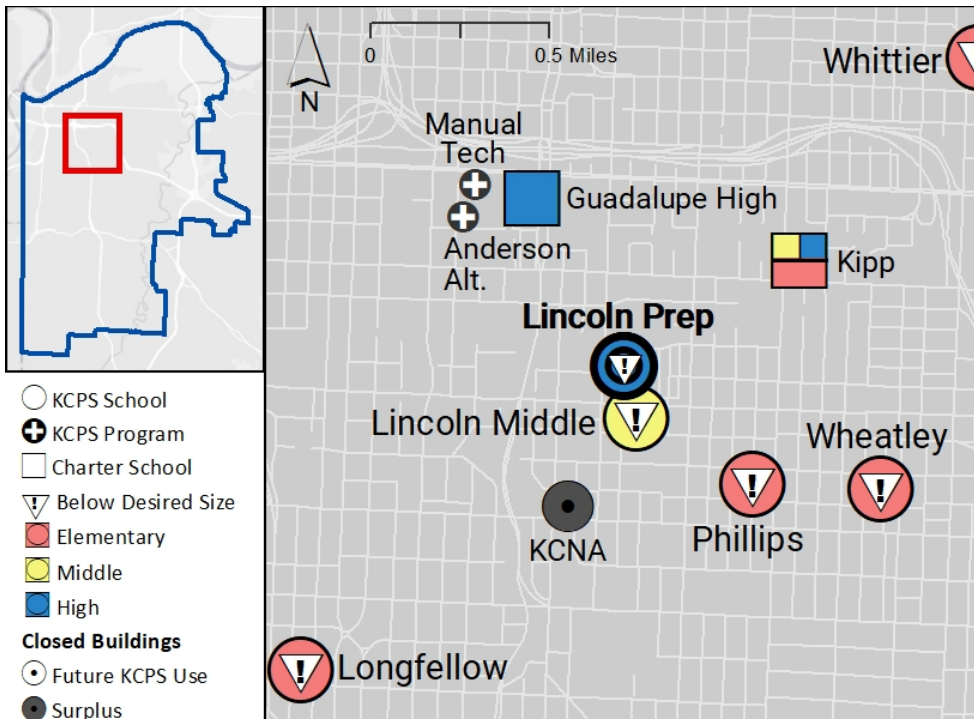 N
0
0.5 Miles
Whittier
Manual
Tech
Guadalupe High
Anderson
Alt.
Kipp
Lincoln Prep
Lincoln Middle
Wheatley
Phillips
KCNA
Longfellow
KCPS School
KCPS Program
Charter School
Below Desired Size
Elementary
Middle
High
Closed Buildings
Future KCPS Use
Surplus